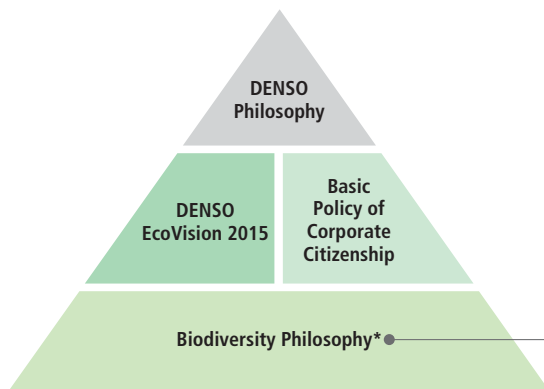 DENSO
Philosophy
DENSO
EcoVision 2015
Basic
Policy of
Corporate
Citizenship
Biodiversity Philosophy*